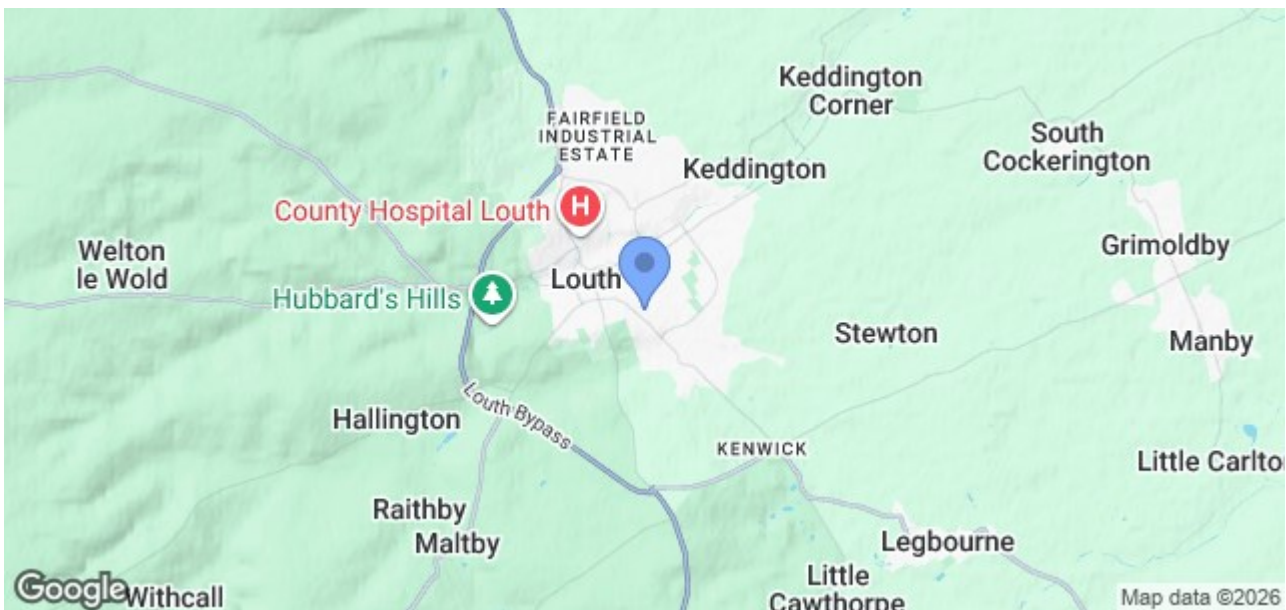 Keddington
Corner
FAIRFIELD
INDUSTRIAL
ESTATE
South
Cockerington
Keddington
County Hospital Louth
H
Welton
le Wold
Grimoldby
Louth
Hubbard's Hills
Stewton
Manby
Hallington
Louth Bypass
KENWICK
Little Carlto
Raithby
Maltby
Legbourne
Little
Cawthorpe
Google
Withcall
Map data ©2026